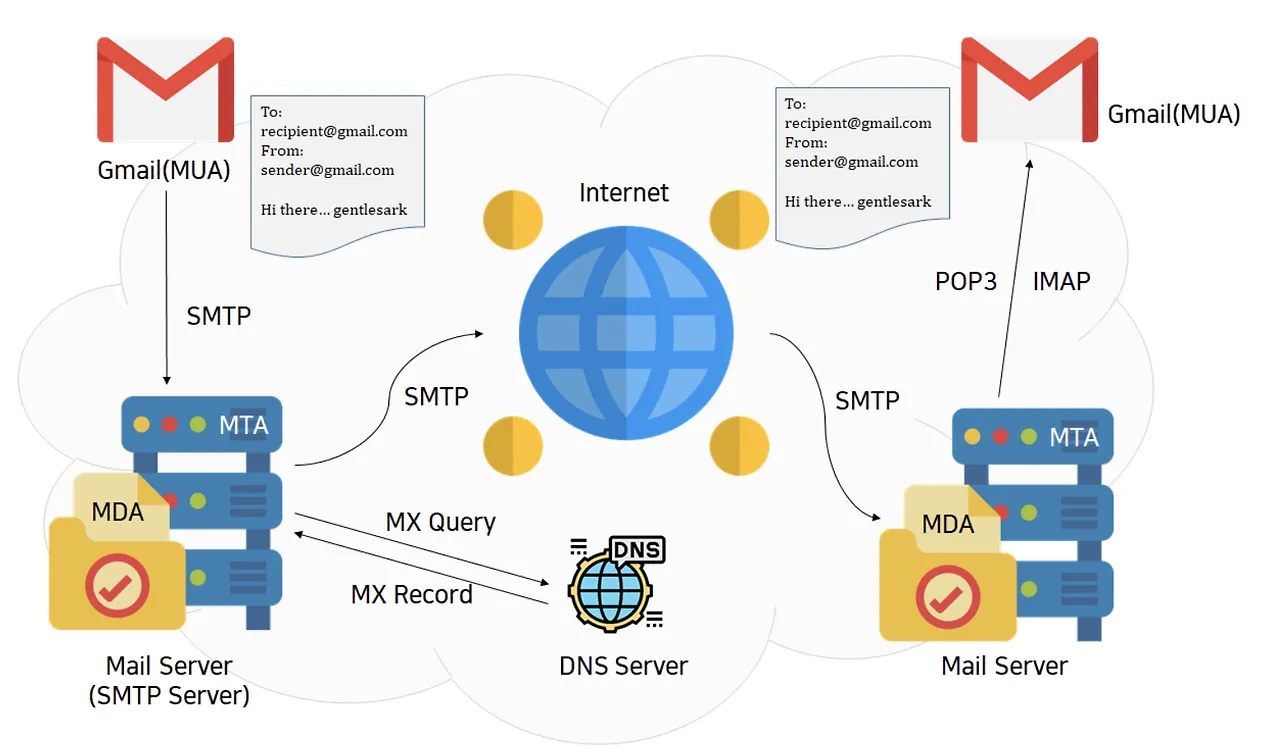 Gmail(MUA)
To:
recipient@gmail.com
From:
sender@gmail.com
Hi there... gentlesark
Internet
To:
recipient@gmail.com
From:
sender@gmail.com
Hi there... gentlesark
Gmail(MUA)
SMTP
SMTP
SMTP
POP3
IMAP
MTA
MDA
MX Query
MX Record
DNS
MTA
MDA
Mail Server
(SMTP Server)
DNS Server
Mail Server